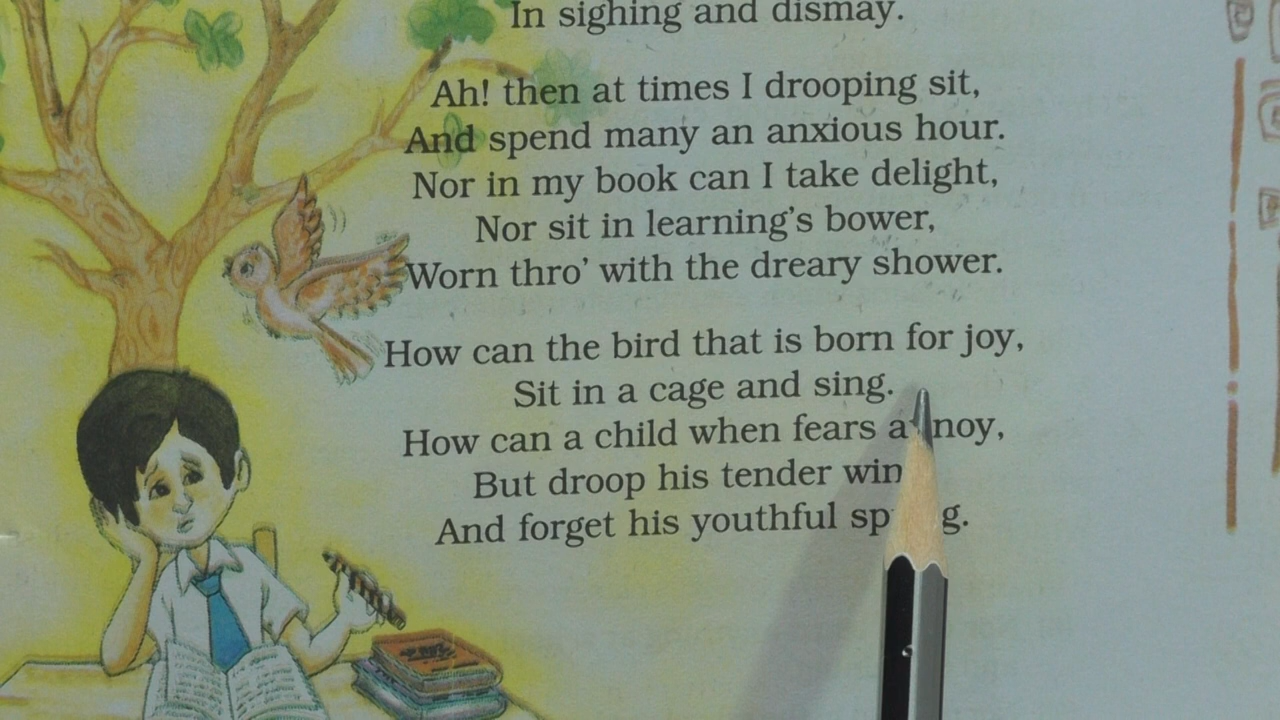 In sighing and dismay.
Ah! then at times I drooping sit,
And spend many an anxious hour.
Nor in my book can I take delight,
Nor sit in learning's bower,
Worn thro' with the dreary shower.
How can the bird that is born for joy,
Sit in a cage and sing.
How can a child when fears annoy,
But droop his tender
And forget his youthful spring.